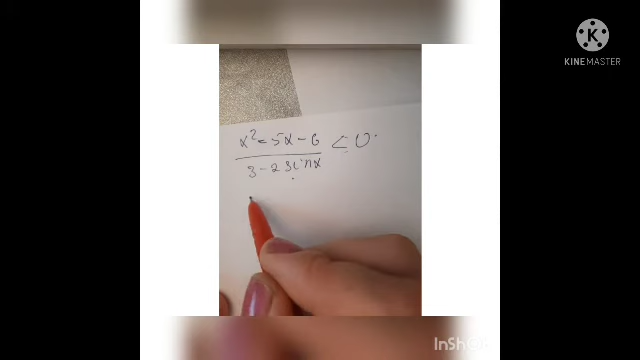 K
KINEMASTER
x² = 5x - 6 < 0
3 - 2 sin x
InShOt